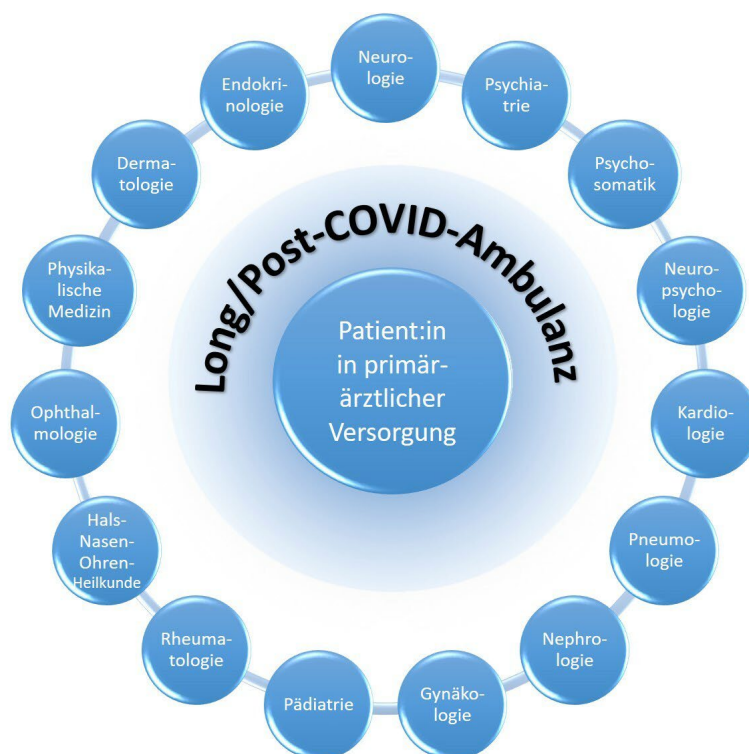 Neuro-
logie
Psychia-
trie
Psycho-
somatik
Neuro-
psycho-
logie
Kardio-
logie
Pneumo-
logie
Nephro-
logie
Gynäko-
logie
Pädiatrie
Rheuma-
tologie
Hals-
Nasen-
Ohren-
Heilkunde
Ophthal-
mologie
Physika-
lische
Medizin
Derma-
tologie
Endokri-
nologie
Long/Post-COVID-Ambulanz
Patient:in
in primär-
ärztlicher
Versorgung